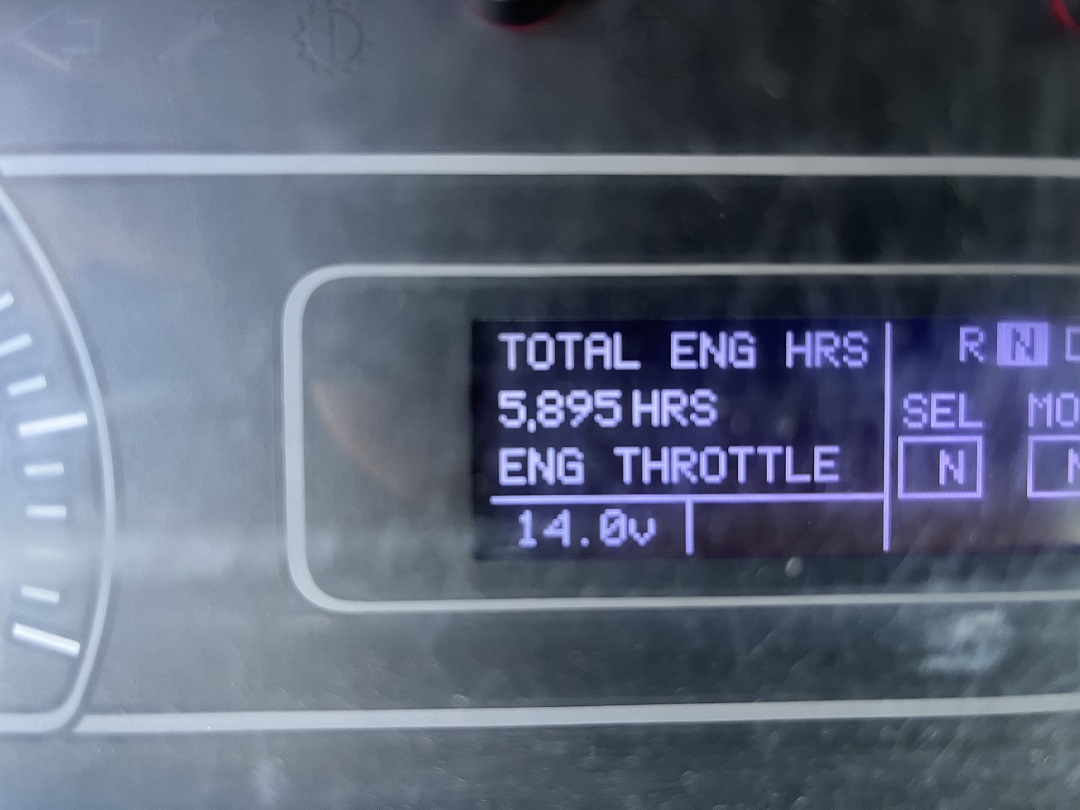 TOTAL ENG HRS
5,895 HRS
ENG THROTTLE
14.0v
R N
SEL
N